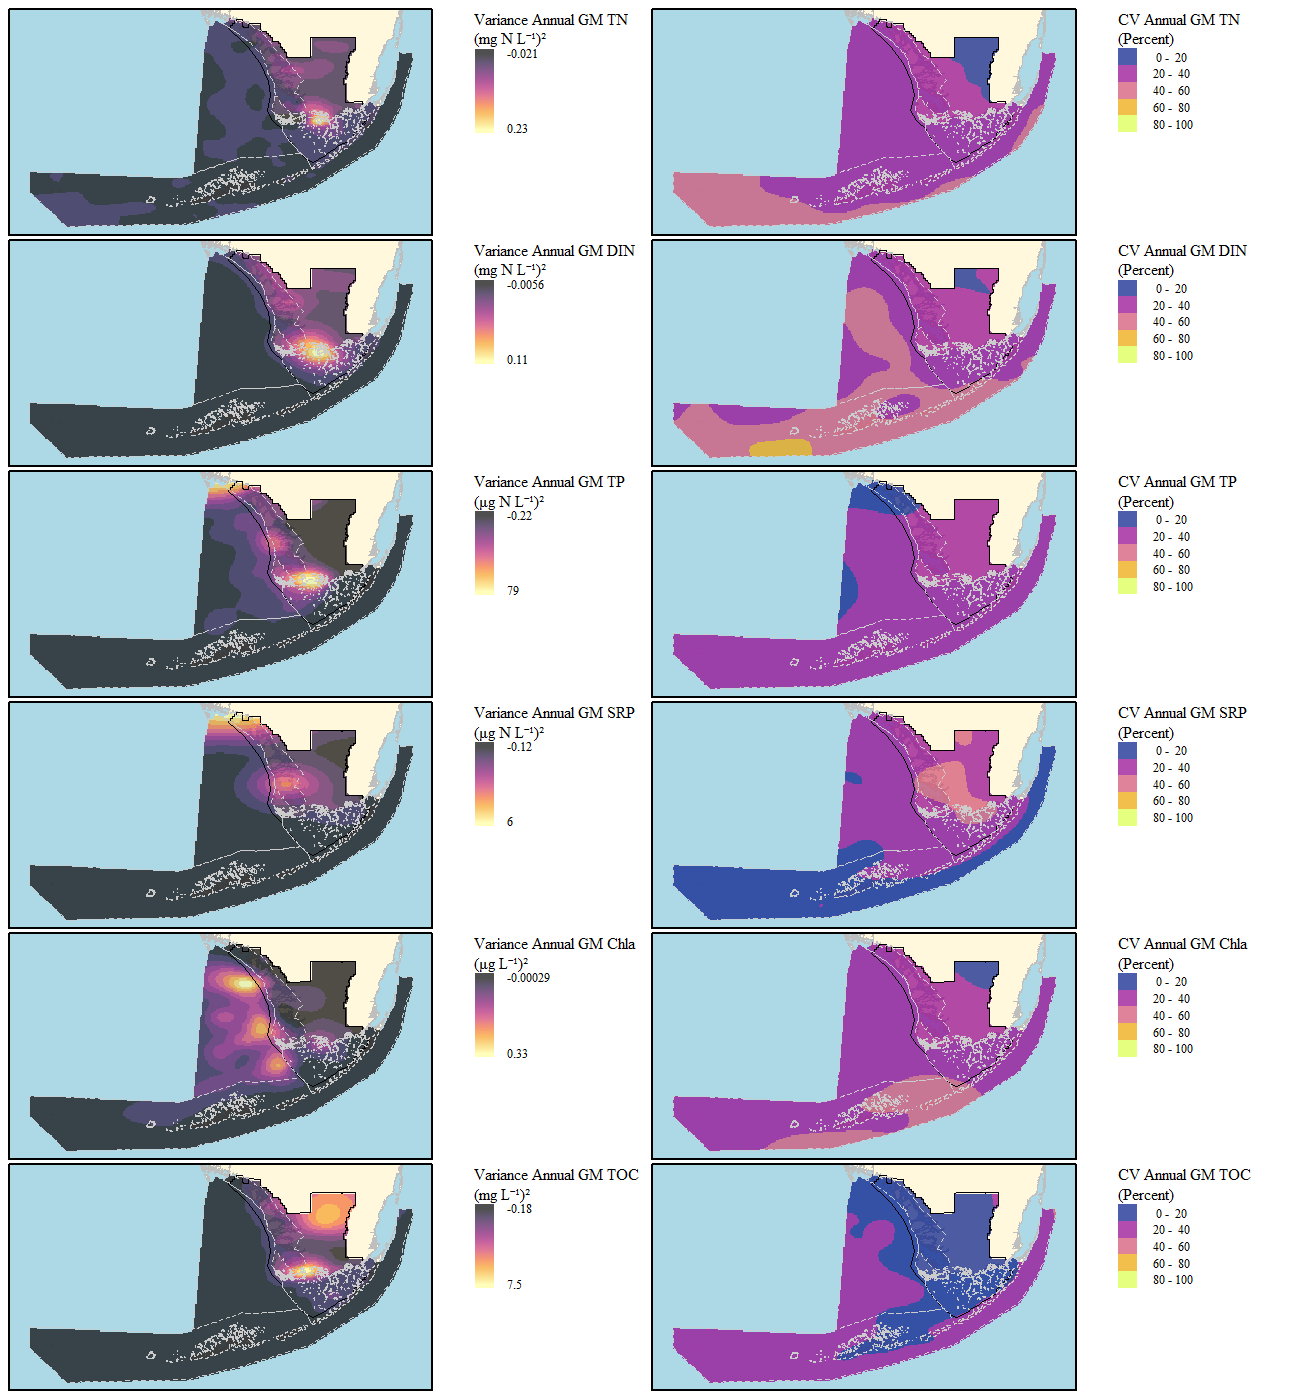 Variance Annual GM TN
(mg N L⁻¹)²
-0.021
0.23
CV Annual GM TN
(Percent)
0 - 20
20 - 40
40 - 60
60 - 80
80 - 100
Variance Annual GM DIN
(mg N L⁻¹)²
-0.0056
0.11
CV Annual GM DIN
(Percent)
0 - 20
20 - 40
40 - 60
60 - 80
80 - 100
Variance Annual GM TP
(µg N L⁻¹)²
-0.22
79
CV Annual GM TP
(Percent)
0 - 20
20 - 40
40 - 60
60 - 80
80 - 100
Variance Annual GM SRP
(µg N L⁻¹)²
-0.12
6
CV Annual GM SRP
(Percent)
0 - 20
20 - 40
40 - 60
60 - 80
80 - 100
Variance Annual GM Chla
(µg L⁻¹)²
-0.00029
0.33
CV Annual GM Chla
(Percent)
0 - 20
20 - 40
40 - 60
60 - 80
80 - 100
Variance Annual GM TOC
(mg L⁻¹)²
-0.18
7.5
CV Annual GM TOC
(Percent)
0 - 20
20 - 40
40 - 60
60 - 80
80 - 100